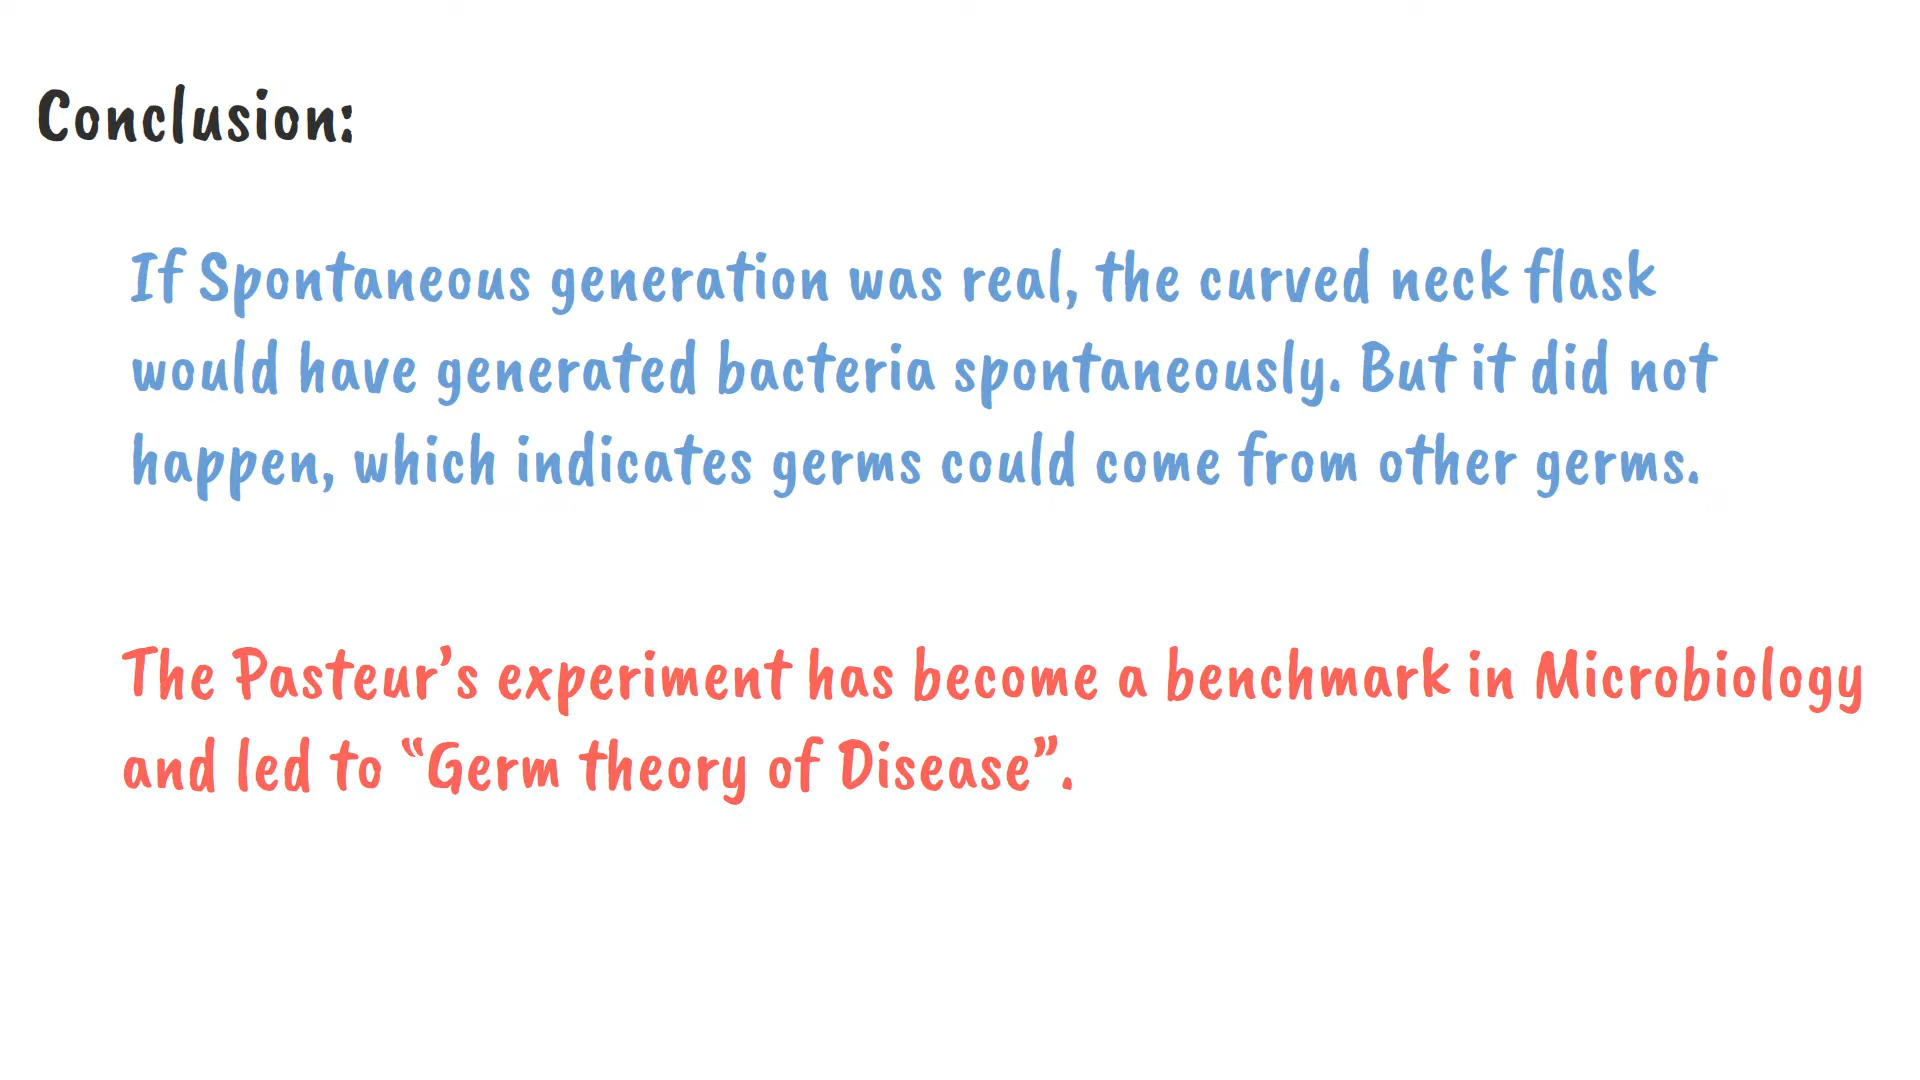 Conclusion:
If Spontaneous generation was real, the curved neck flask
would have generated bacteria spontaneously. But it did not
happen, which indicates germs could come from other germs.
The Pasteur’s experiment has become a benchmark in Microbiology
and led to “Germ theory of Disease”.